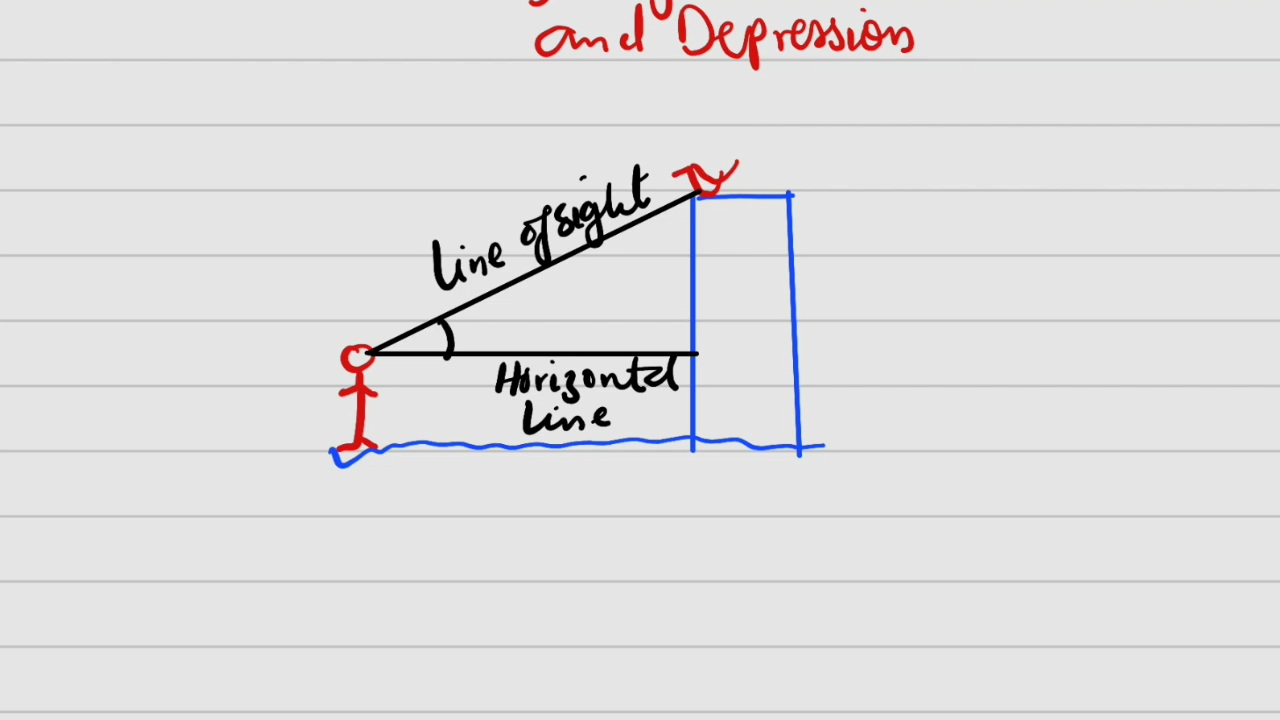 and Depression
Line of sight
Horizontal
Line